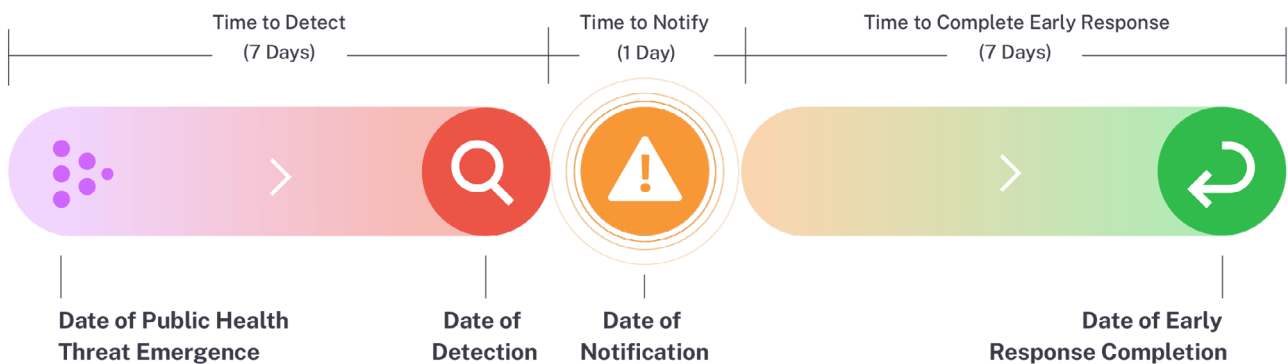 Time to Detect
(7 Days)
Time to Notify
(1 Day)
Time to Complete Early Response
(7 Days)
Date of Public Health
Threat Emergence
Date of
Detection
Date of
Notification
Date of Early
Response Completion